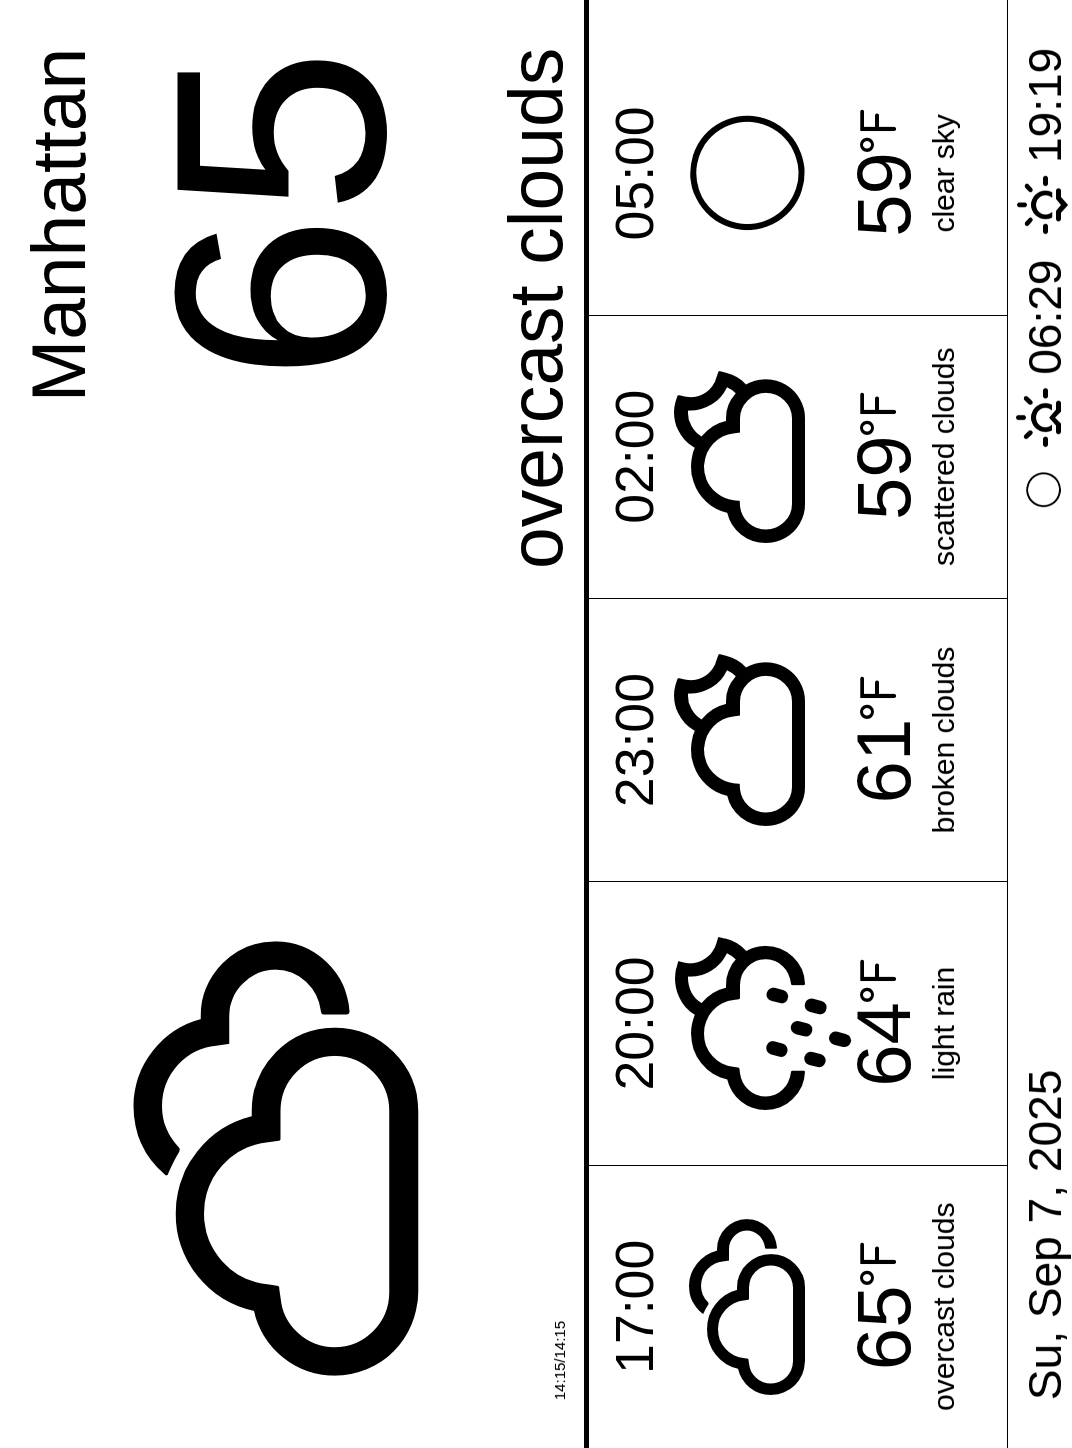 Manhattan
65
overcast clouds
14:15/14:15
17:00
65°F
overcast clouds
20:00
64°F
light rain
23:00
61°F
broken clouds
02:00
59°F
scattered clouds
05:00
59°F
clear sky
Su, Sep 7, 2025
06:29
19:19